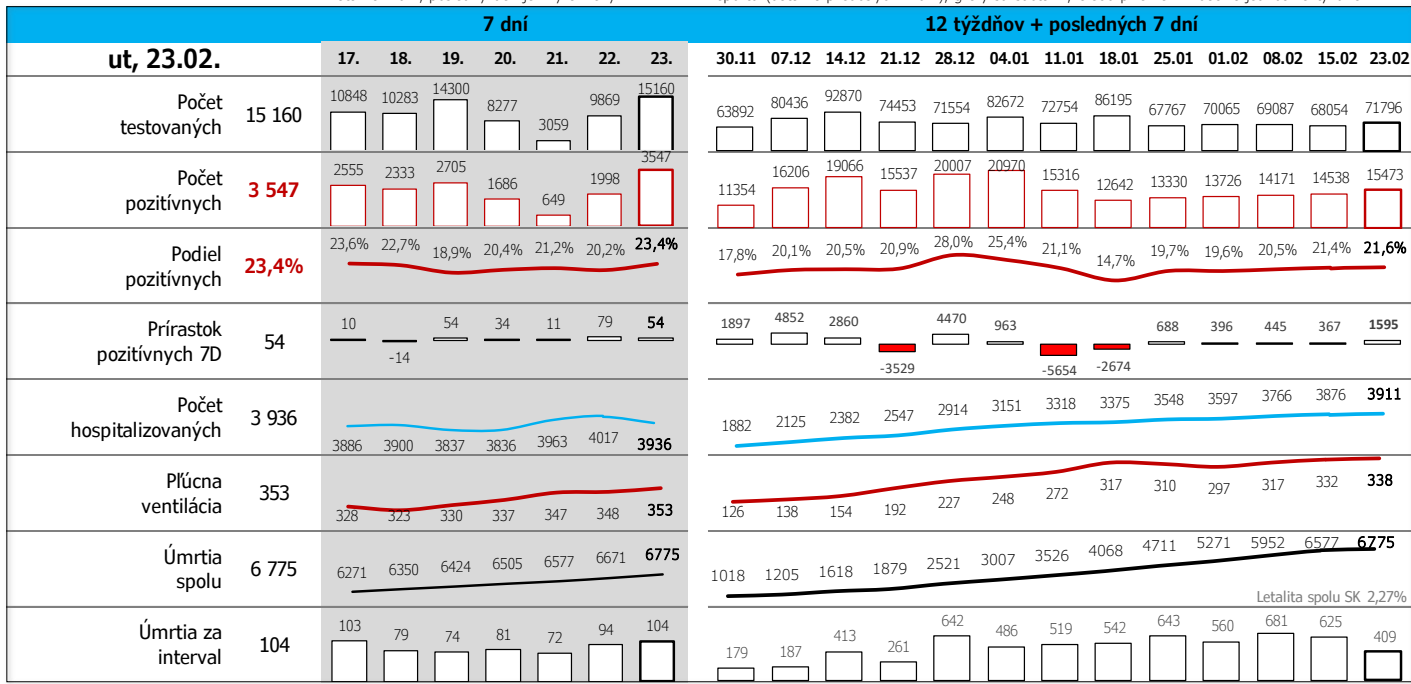 7 dní 12 týždňov + posledných 7 dní
ut, 23.02. 17. 18. 19. 20. 21. 22. 23. 30.11 07.12 14.12 21.12 28.12 04.01 11.01 18.01 25.01 01.02 08.02 15.02 23.02
Počet testovaných 15 160 10848 10283 14300 8277 3059 9869 15160 63892 80436 92870 74453 71554 82672 72754 86195 67767 70065 69087 68054 71796
Počet pozitívnych 3 547 2555 2333 2705 1686 649 1998 3547 11354 16206 19066 15537 20007 20970 15316 12642 13330 13726 14171 14538 15473
Podiel pozitívnych 23,4% 23,6% 22,7% 18,9% 20,4% 21,2% 20,2% 23,4% 17,8% 20,1% 20,5% 20,9% 28,0% 25,4% 21,1% 14,7% 19,7% 19,6% 20,5% 21,4% 21,6%
Prírastok pozitívnych 7D 54 10 -14 54 34 11 79 54 1897 4852 2860 -3529 4470 963 -5654 -2674 688 396 445 367 1595
Počet hospitalizovaných 3 936 3886 3900 3837 3836 3963 4017 3936 1882 2125 2382 2547 2914 3151 3318 3375 3548 3597 3766 3876 3911
Pľúcna ventilácia 353 328 323 330 337 347 348 353 126 138 154 192 227 248 272 317 310 297 317 332 338
Úmrtia spolu 6 775 6271 6350 6424 6505 6577 6671 6775 1018 1205 1618 1879 2521 3007 3526 4068 4711 5271 5952 6577 6775
Letalita spolu SK 2,27%
Úmrtia za interval 104 103 79 74 81 72 94 104 179 187 413 261 642 486 519 542 643 560 681 625 409